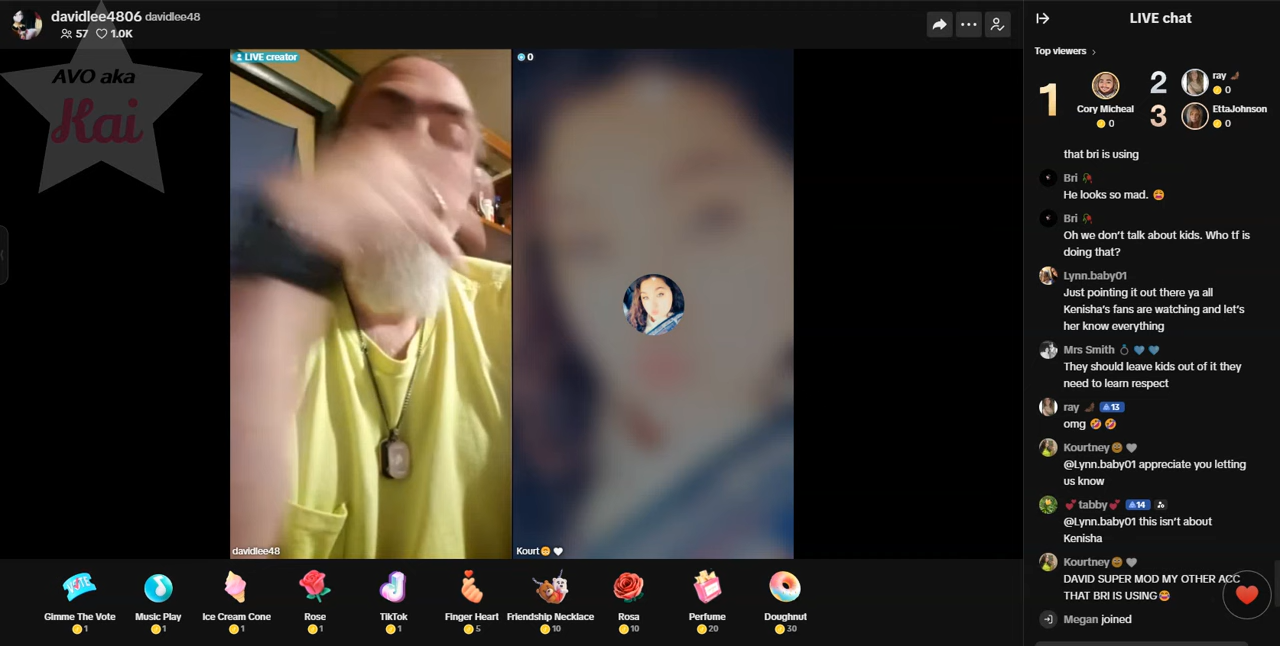 davidlee4806 davidlee48
57 1.0K
AVO aka
Kai
LIVE creator
0
davidlee48
Kourt
Gimme The Vote
1
Music Play
1
Ice Cream Cone
1
Rose
1
TikTok
1
Finger Heart
5
Friendship Necklace
10
Rosa
10
Perfume
20
Doughnut
30
LIVE chat
Top viewers
1
Cory Micheal
0
2
ray
0
3
EttaJohnson
0
that bri is using
Bri
He looks so mad.
Bri
Oh we don't talk about kids. Who tf is
doing that?
Lynn.baby01
Just pointing it out there ya all
Kenisha's fans are watching and let's
her know everything
Mrs Smith
They should leave kids out of it they
need to learn respect
ray 13
omg
Kourtney
@Lynn.baby01 appreciate you letting
us know
tabby 14
@Lynn.baby01 this isn't about
Kenisha
Kourtney
DAVID SUPER MOD MY OTHER ACC
THAT BRI IS USING
Megan joined